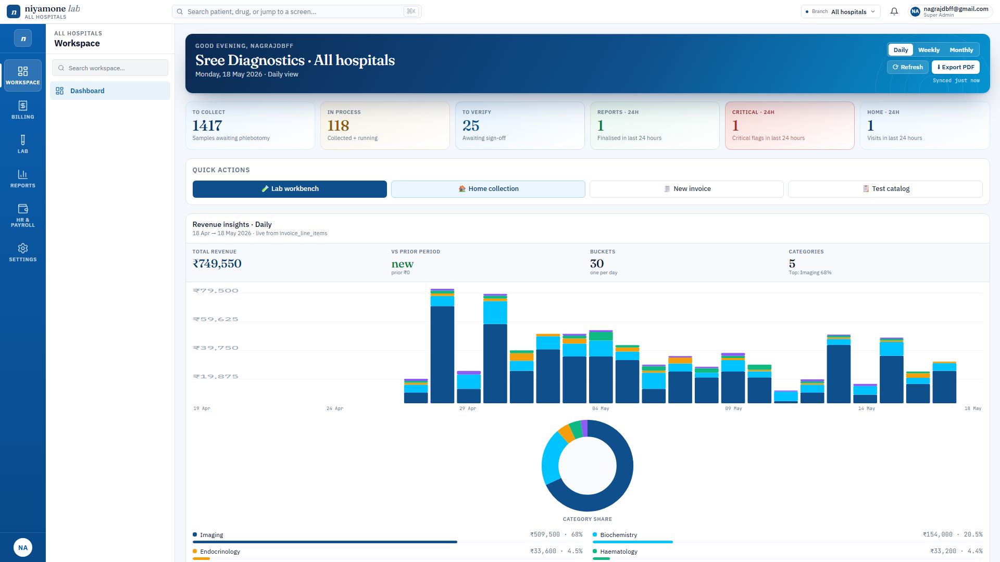 n niyamone lab
ALL HOSPITALS
Search patient, drug, or jump to a screen...
⌘K
Branch All hospitals
NA nagrajdbff@gmail.com
Super Admin
n
WORKSPACE
BILLING
LAB
REPORTS
HR &
PAYROLL
SETTINGS
NA
ALL HOSPITALS
Workspace
Search workspace...
Dashboard
GOOD EVENING, NAGRAJDBFF
Sree Diagnostics · All hospitals
Monday, 18 May 2026 · Daily view
Daily Weekly Monthly
Refresh
⬇ Export PDF
Synced just now
TO COLLECT
1417
Samples awaiting phlebotomy
IN PROCESS
118
Collected + running
TO VERIFY
25
Awaiting sign-off
REPORTS · 24H
1
Finalised in last 24 hours
CRITICAL · 24H
1
Critical flags in last 24 hours
HOME · 24H
1
Visits in last 24 hours
QUICK ACTIONS
Lab workbench
Home collection
New invoice
Test catalog
Revenue insights · Daily
18 Apr → 18 May 2026 · live from invoice_line_items
TOTAL REVENUE
₹749,550
VS PRIOR PERIOD
new
prior ₹0
BUCKETS
30
one per day
CATEGORIES
5
Top: Imaging 68%
₹79,500
₹59,625
₹39,750
₹19,875
19 Apr 24 Apr 29 Apr 04 May 09 May 14 May 18 May
CATEGORY SHARE
Imaging ₹509,500 · 68%
Biochemistry ₹154,000 · 20.5%
Endocrinology ₹33,600 · 4.5%
Haematology ₹33,200 · 4.4%